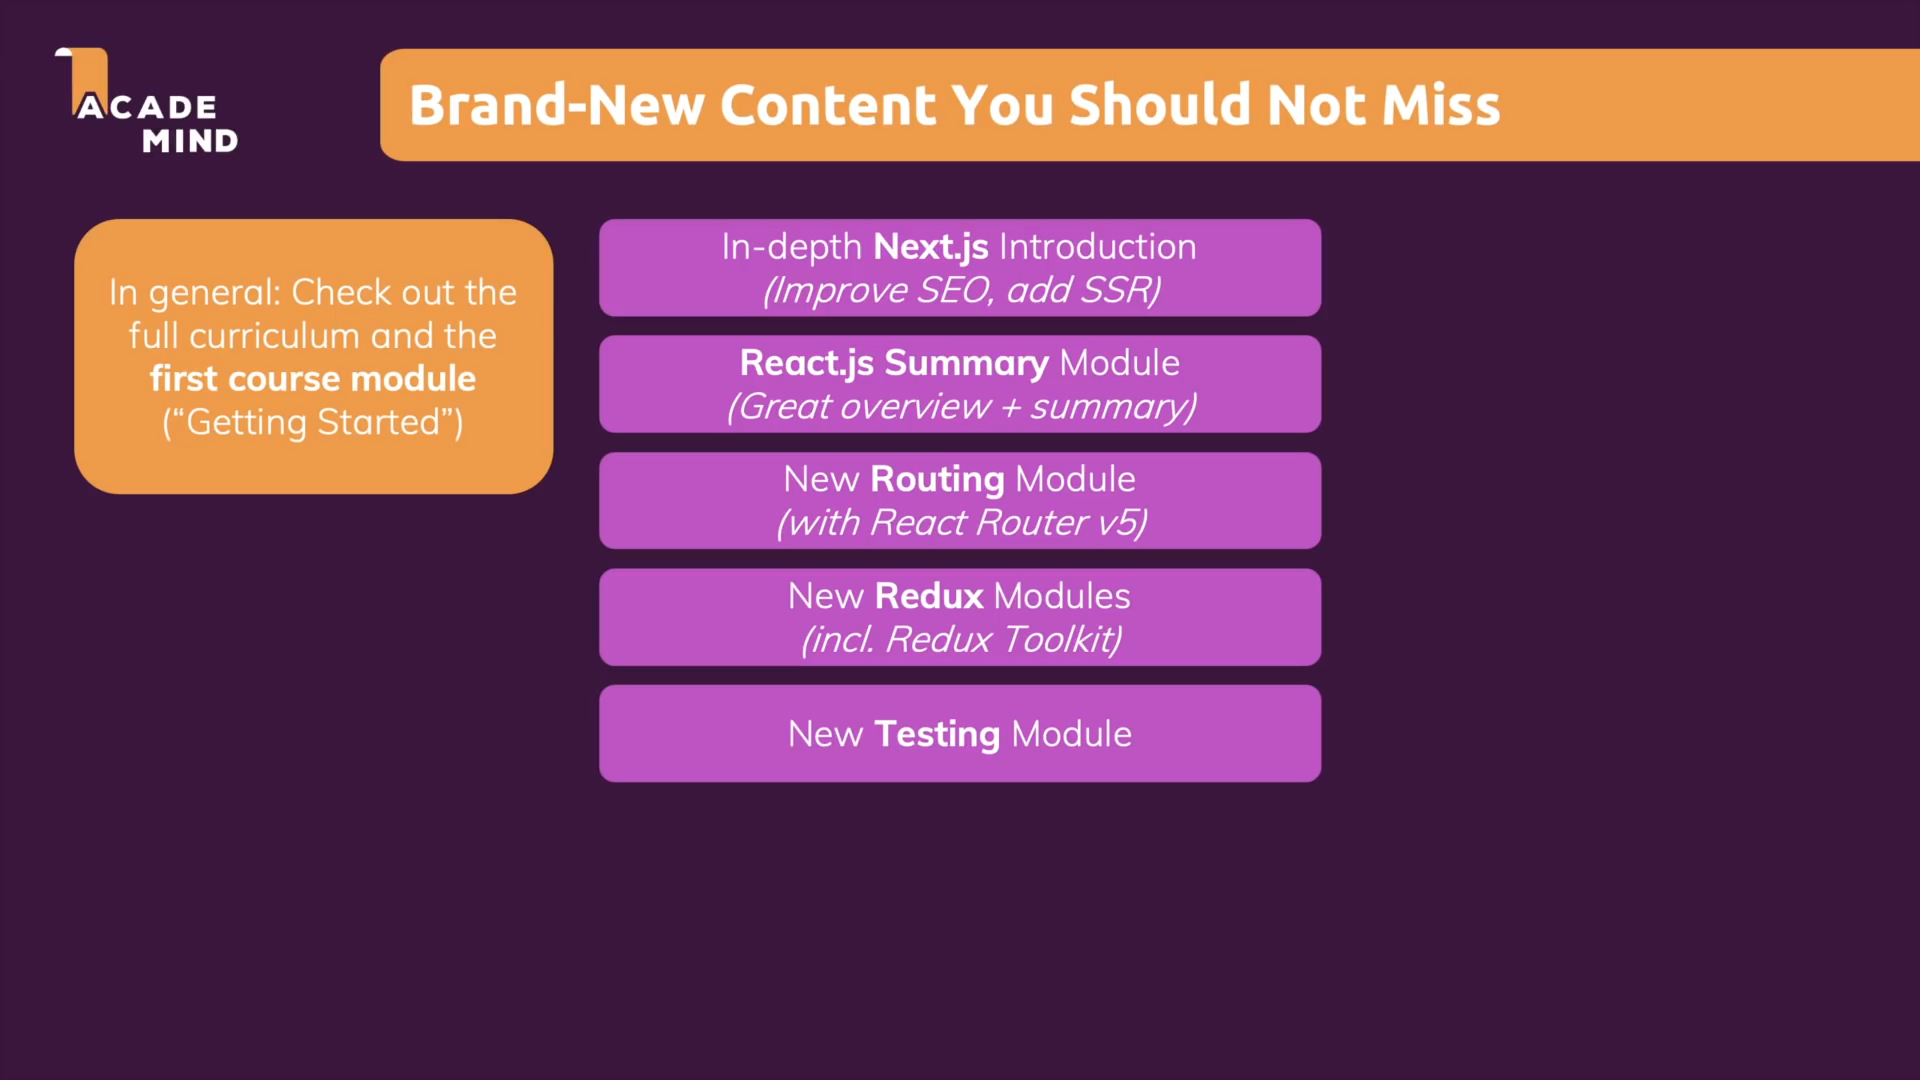 ACADE
MIND
Brand-New Content You Should Not Miss
In general: Check out the
full curriculum and the
first course module
(“Getting Started”)
In-depth Next.js Introduction
(Improve SEO, add SSR)
React.js Summary Module
(Great overview + summary)
New Routing Module
(with React Router v5)
New Redux Modules
(incl. Redux Toolkit)
New Testing Module